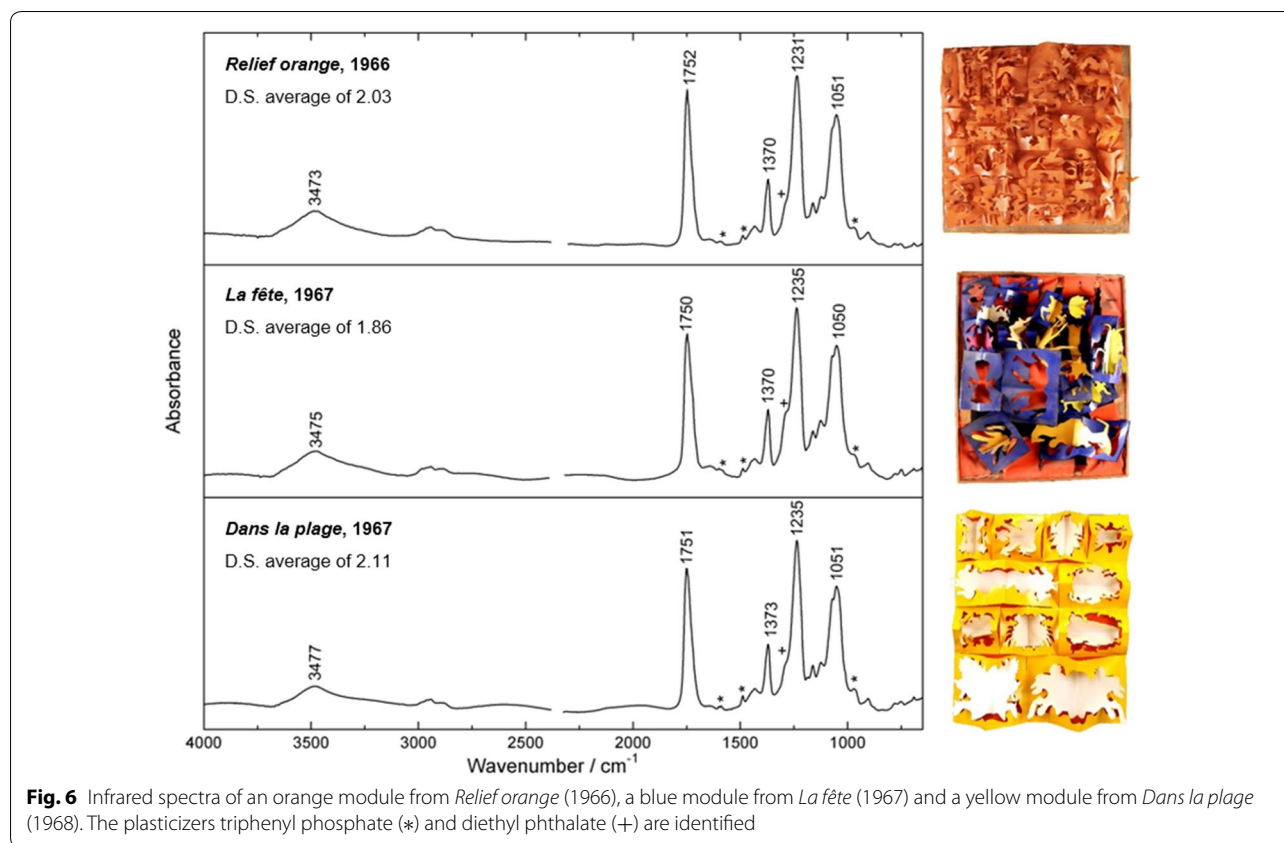 Relief orange, 1966
D.S. average of 2.03
3473
1752
1370
+
1231
1051
*
*
*
La fête, 1967
D.S. average of 1.86
3475
1750
1370
+
1235
1050
*
*
*
Dans la plage, 1967
D.S. average of 2.11
3477
1751
1373
+
1235
1051
*
*
*
Absorbance
4000 3500 3000 2500 2000 1500 1000
Wavenumber / cm⁻¹
Fig. 6 Infrared spectra of an orange module from Relief orange (1966), a blue module from La fête (1967) and a yellow module from Dans la plage
(1968). The plasticizers triphenyl phosphate (*) and diethyl phthalate (+) are identified